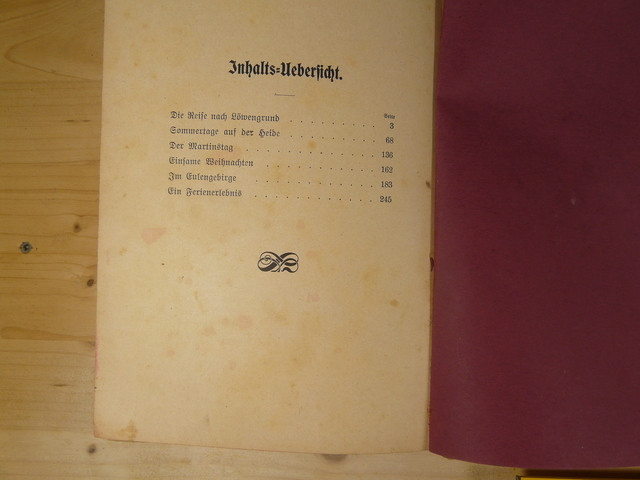 Inhalts-Uebersicht.
Seite
Die Reise nach Löwengrund . . . . . . . . . 3
Sommertage auf der Heide . . . . . . . . . 68
Der Martinstag . . . . . . . . . . . . 136
Einsame Weihnachten . . . . . . . . . . 162
Im Eulengebirge . . . . . . . . . . . 183
Ein Ferienerlebnis . . . . . . . . . . 245